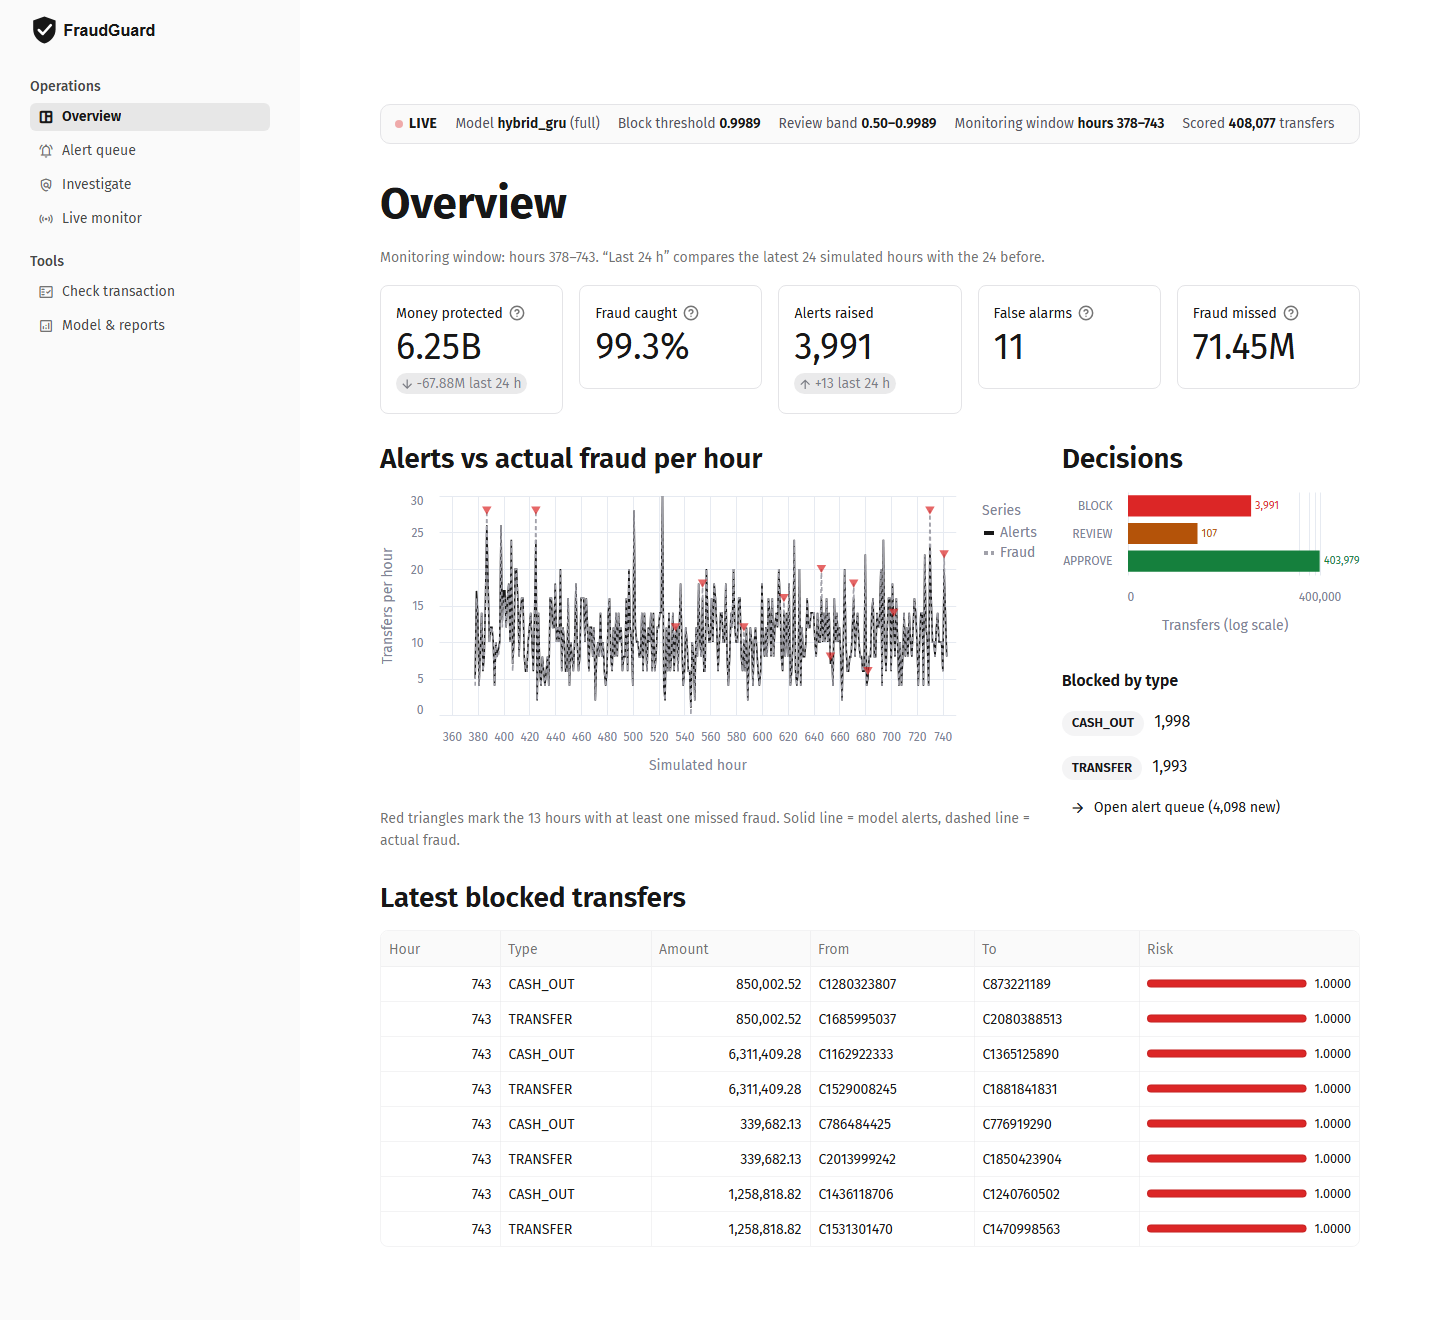 FraudGuard
Operations
Overview
Alert queue
Investigate
Live monitor
Tools
Check transaction
Model & reports
LIVE Model hybrid_gru (full) Block threshold 0.9989 Review band 0.50–0.9989 Monitoring window hours 378–743 Scored 408,077 transfers
Overview
Monitoring window: hours 378–743. “Last 24 h” compares the latest 24 simulated hours with the 24 before.
Money protected
6.25B
-67.88M last 24 h
Fraud caught
99.3%
Alerts raised
3,991
+13 last 24 h
False alarms
11
Fraud missed
71.45M
Alerts vs actual fraud per hour
Transfers per hour
30
25
20
15
10
5
0
360 380 400 420 440 460 480 500 520 540 560 580 600 620 640 660 680 700 720 740
Simulated hour
Series
Alerts
Fraud
Red triangles mark the 13 hours with at least one missed fraud. Solid line = model alerts, dashed line =
actual fraud.
Decisions
BLOCK 3,991
REVIEW 107
APPROVE 403,979
0 400,000
Transfers (log scale)
Blocked by type
CASH_OUT 1,998
TRANSFER 1,993
Open alert queue (4,098 new)
Latest blocked transfers
Hour Type Amount From To Risk
743 CASH_OUT 850,002.52 C1280323807 C873221189 1.0000
743 TRANSFER 850,002.52 C1685995037 C2080388513 1.0000
743 CASH_OUT 6,311,409.28 C1162922333 C1365125890 1.0000
743 TRANSFER 6,311,409.28 C1529008245 C1881841831 1.0000
743 CASH_OUT 339,682.13 C786484425 C776919290 1.0000
743 TRANSFER 339,682.13 C2013999242 C1850423904 1.0000
743 CASH_OUT 1,258,818.82 C1436118706 C1240760502 1.0000
743 TRANSFER 1,258,818.82 C1531301470 C1470998563 1.0000